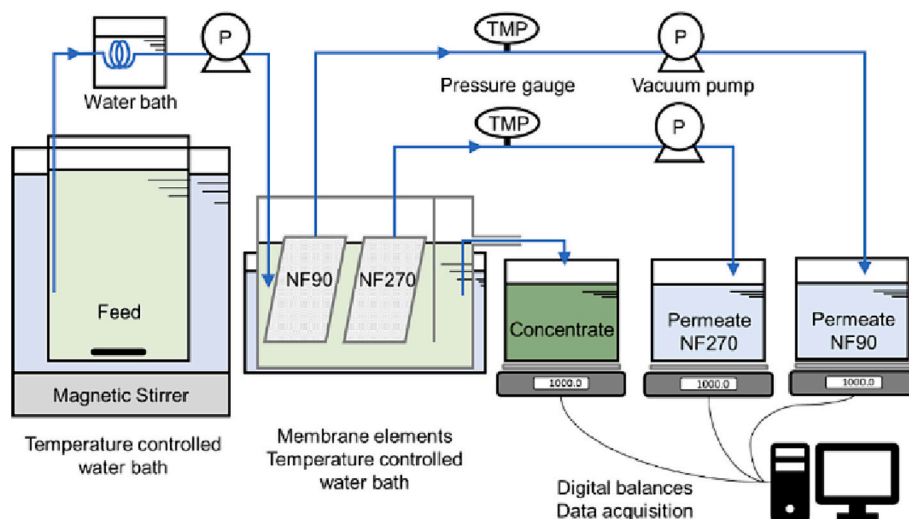 TMP
P
P
Water bath
Pressure gauge
Vacuum pump
TMP
P
NF90
NF270
Feed
Concentrate
Permeate
NF270
Permeate
NF90
1000.0
1000.0
1000.0
Magnetic Stirrer
Temperature controlled
water bath
Membrane elements
Temperature controlled
water bath
Digital balances
Data acquisition